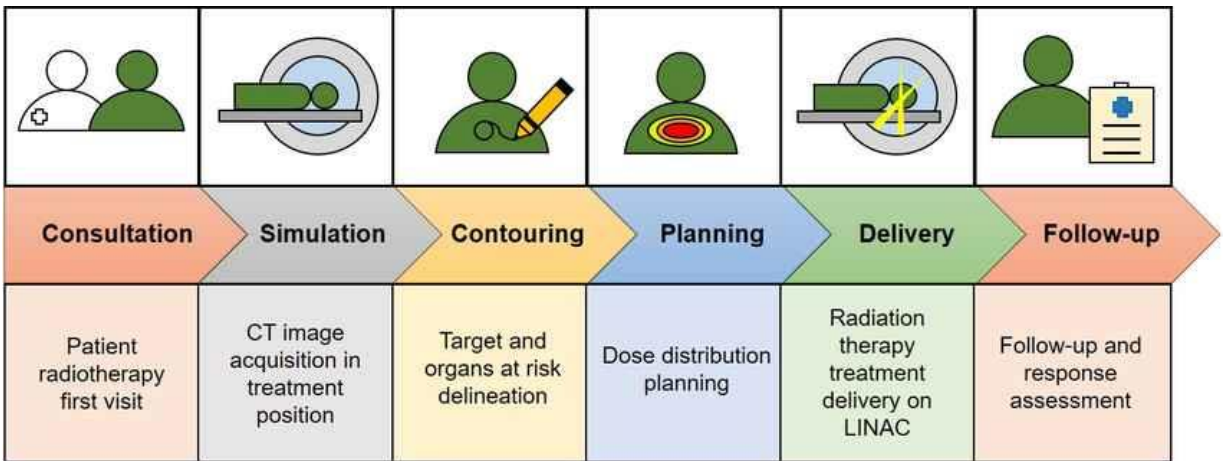 Consultation
Simulation
Contouring
Planning
Delivery
Follow-up
Patient
radiotherapy
first visit
CT image
acquisition in
treatment
position
Target and
organs at risk
delineation
Dose distribution
planning
Radiation
therapy
treatment
delivery on
LINAC
Follow-up and
response
assessment